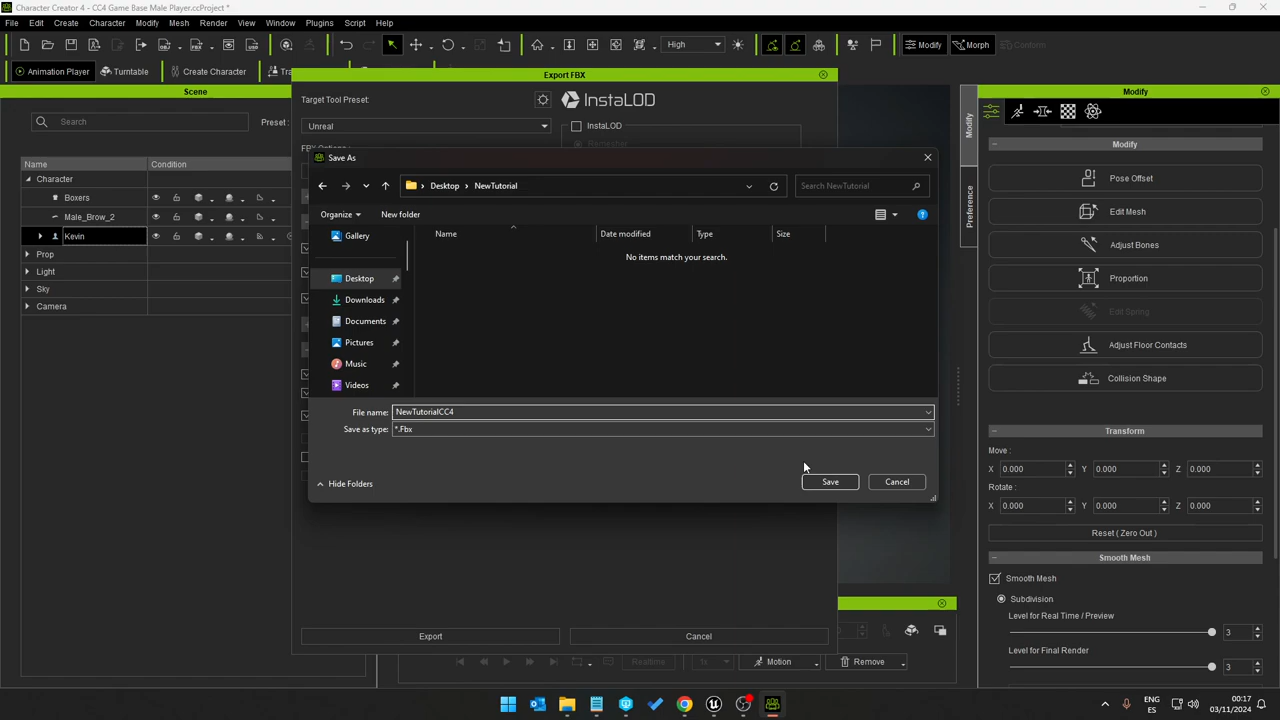 Character Creator 4 - CC4 Game Base Male Player.ccProject *
File Edit Create Character Modify Mesh Render View Window Plugins Script Help
High Modify Morph Conform
Animation Player Turntable Create Character
Scene
Search Preset :
Name Condition
Character
Boxers
Male_Brow_2
Kevin
Prop
Light
Sky
Camera
Export FBX
Target Tool Preset:
InstaLOD
Unreal
InstaLOD
Save As
Desktop NewTutorial
Search NewTutorial
Organize New folder
Gallery
Desktop
Downloads
Documents
Pictures
Music
Videos
Name Date modified Type Size
No items match your search.
File name: NewTutorialCC4
Save as type: *.Fbx
Hide Folders
Save Cancel
Export Cancel
Realtime 1x Motion Remove
Modify
Preference
Modify
Modify
Pose Offset
Edit Mesh
Adjust Bones
Proportion
Edit Spring
Adjust Floor Contacts
Collision Shape
Transform
Move :
X 0.000 Y 0.000 Z 0.000
Rotate :
X 0.000 Y 0.000 Z 0.000
Reset ( Zero Out )
Smooth Mesh
Smooth Mesh
Subdivision
Level for Real Time / Preview
3
Level for Final Render
3
ENG
ES
00:17
03/11/2024